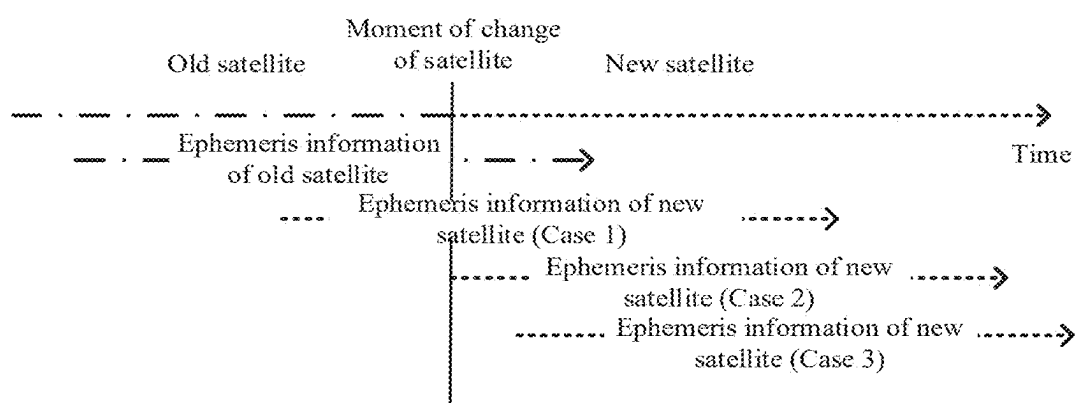 Moment of change
of satellite
Old satellite
New satellite
Ephemeris information
of old satellite
Time
Ephemeris information of new
satellite (Case 1)
Ephemeris information of new
satellite (Case 2)
Ephemeris information of new
satellite (Case 3)